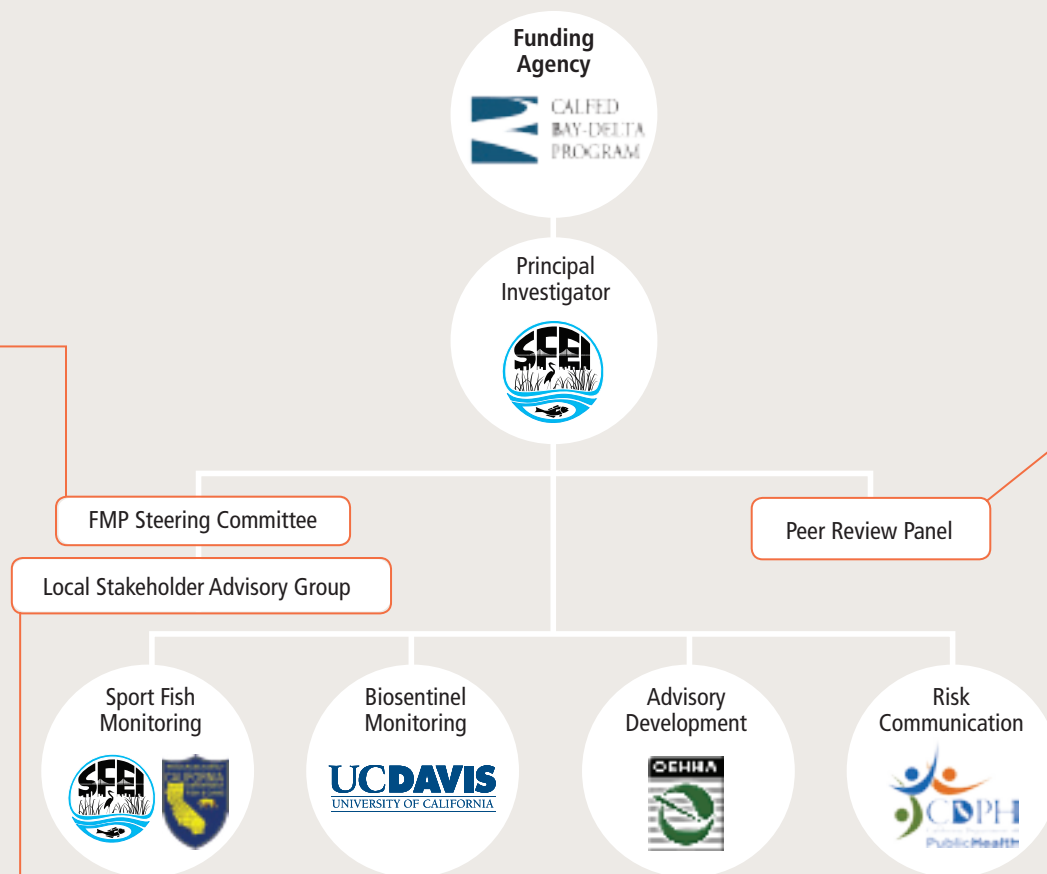 Funding
Agency
CALFED
BAY-DELTA
PROGRAM
Principal
Investigator
SFEI
FMP Steering Committee
Peer Review Panel
Local Stakeholder Advisory Group
Sport Fish
Monitoring
SFEI
CALIFORNIA
Biosentinel
Monitoring
UCDAVIS
UNIVERSITY OF CALIFORNIA
Advisory
Development
OEHHA
Risk
Communication
CDPH
PublicHealth